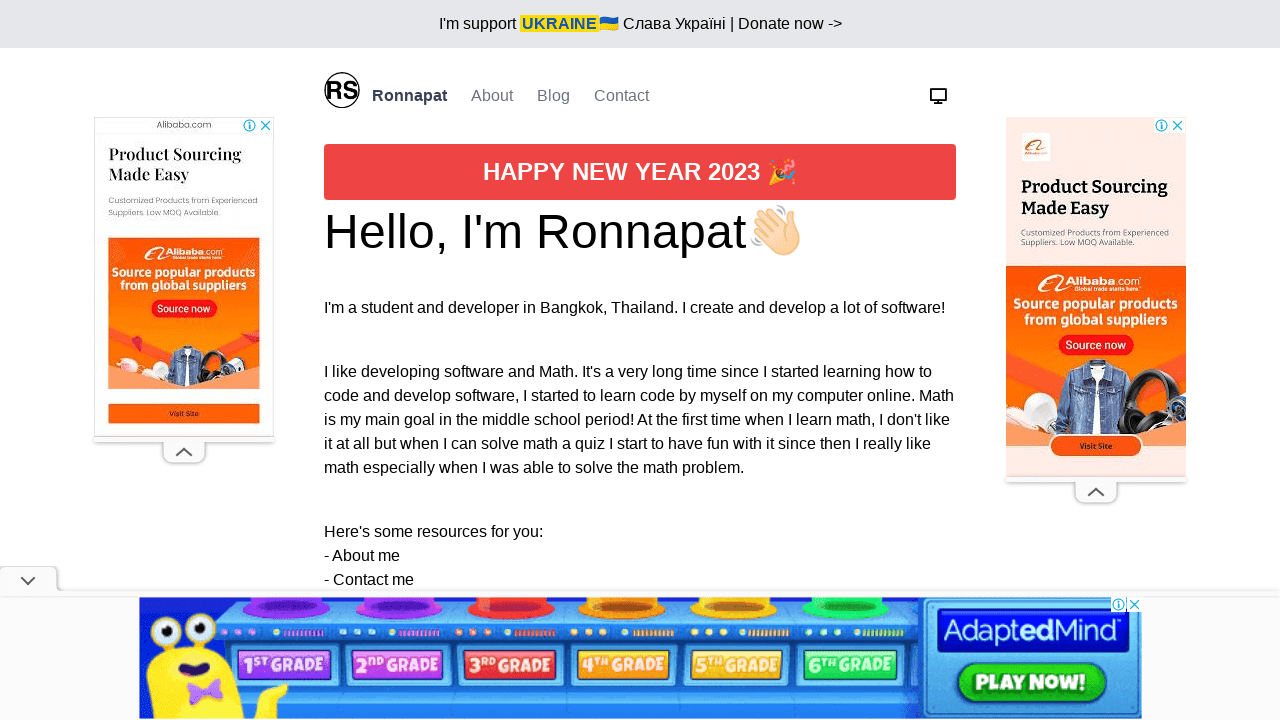 I'm support UKRAINE🇺🇦 Слава Україні | Donate now ->
RS Ronnapat About Blog Contact
HAPPY NEW YEAR 2023 🎉
Hello, I'm Ronnapat👋🏻
I'm a student and developer in Bangkok, Thailand. I create and develop a lot of software!
I like developing software and Math. It's a very long time since I started learning how to
code and develop software, I started to learn code by myself on my computer online. Math
is my main goal in the middle school period! At the first time when I learn math, I don't like
it at all but when I can solve math a quiz I start to have fun with it since then I really like
math especially when I was able to solve the math problem.
Here's some resources for you:
- About me
- Contact me
Alibaba.com
Product Sourcing
Made Easy
Customized Products from Experienced
Suppliers. Low MOQ Available.
Alibaba.com
Source popular products
from global suppliers
Source now
Visit Site
Product Sourcing
Made Easy
Customized Products from Experienced
Suppliers. Low MOQ Available.
Alibaba.com
Global trade starts here.
Source popular products
from global suppliers
Source now
Visit Site
1ST GRADE 2ND GRADE 3RD GRADE 4TH GRADE 5TH GRADE 6TH GRADE
AdaptedMind
PLAY NOW!